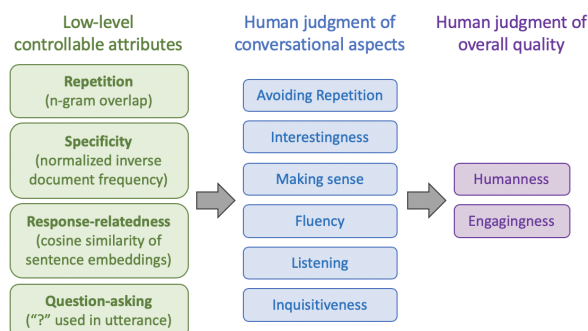 Low-level
controllable attributes
Repetition
(n-gram overlap)
Specificity
(normalized inverse
document frequency)
Response-relatedness
(cosine similarity of
sentence embeddings)
Question-asking
(“?” used in utterance)
Human judgment of
conversational aspects
Avoiding Repetition
Interestingness
Making sense
Fluency
Listening
Inquisitiveness
Human judgment of
overall quality
Humanness
Engagingness